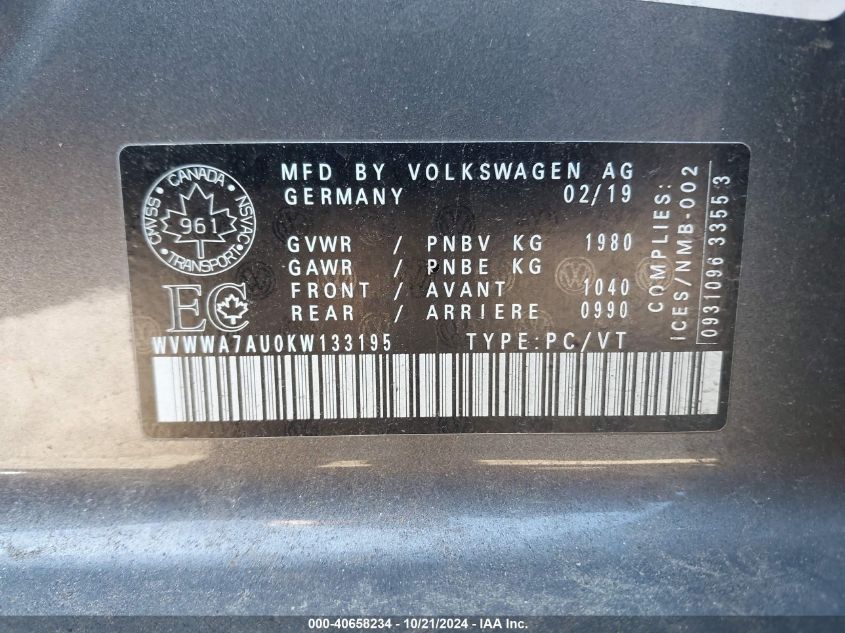 MFD BY VOLKSWAGEN AG
GERMANY 02/19
CANADA
CMVSS NSVAC
961
TRANSPORT
GVWR / PNBV KG 1980
GAWR / PNBE KG
FRONT / AVANT 1040
REAR / ARRIERE 0990
EC
WVWWA7AU0KW133195 TYPE:PC/VT
COMPLIES:
ICES/NMB-002
0931096 3355 3
000-40658234 - 10/21/2024 - IAA Inc.